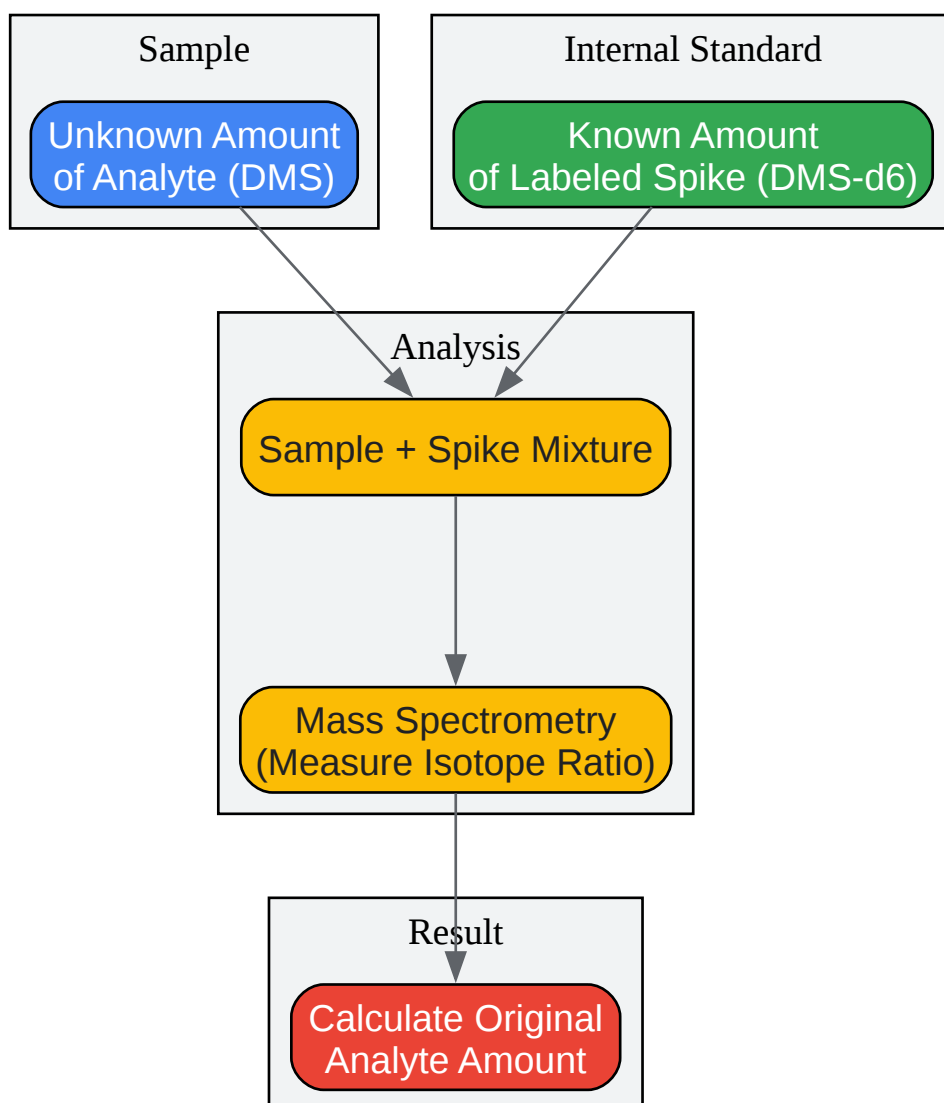 Sample
Unknown Amount
of Analyte (DMS)
Internal Standard
Known Amount
of Labeled Spike (DMS-d6)
Analysis
Sample + Spike Mixture
Mass Spectrometry
(Measure Isotope Ratio)
Result
Calculate Original
Analyte Amount